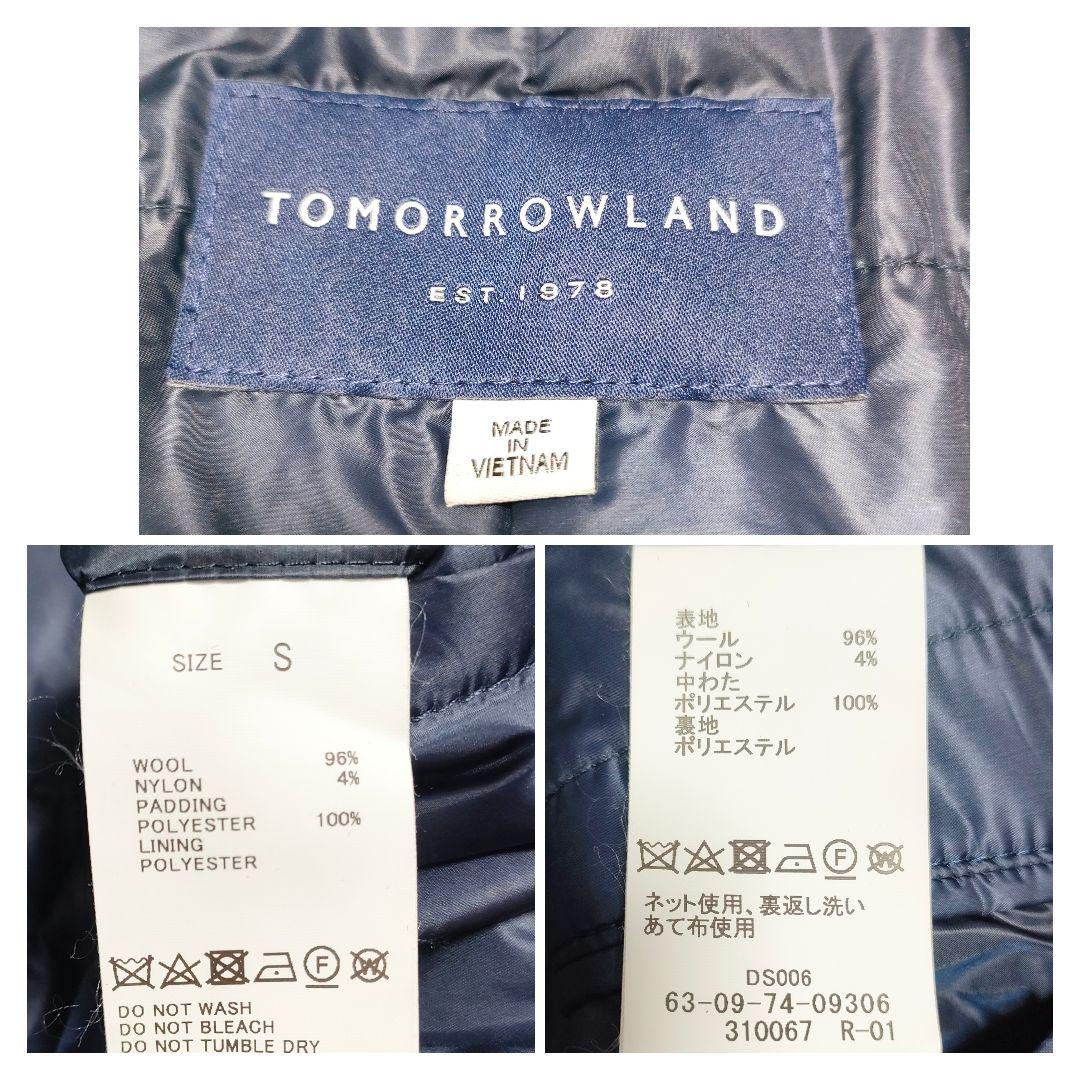 TOMORROWLAND
EST. 1978
MADE
IN
VIETNAM
SIZE S
WOOL 96%
NYLON 4%
PADDING
POLYESTER 100%
LINING
POLYESTER
F W
DO NOT WASH
DO NOT BLEACH
DO NOT TUMBLE DRY
表地
ウール 96%
ナイロン 4%
中わた
ポリエステル 100%
裏地
ポリエステル
F W
ネット使用、裏返し洗い
あて布使用
DS006
63-09-74-09306
310067 R-01